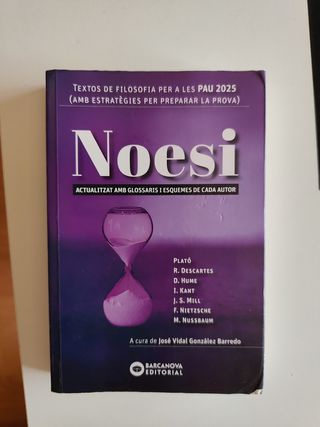 TEXTOS DE FILOSOFIA PER A LES PAU 2025
(AMB ESTRATÈGIES PER PREPARAR LA PROVA)
Noesi
ACTUALITZAT AMB GLOSSARIS I ESQUEMES DE CADA AUTOR
PLATÓ
R. DESCARTES
D. HUME
I. KANT
J. S. MILL
F. NIETZSCHE
M. NUSSBAUM
A cura de José Vidal González Barredo
BARCANOVA
EDITORIAL